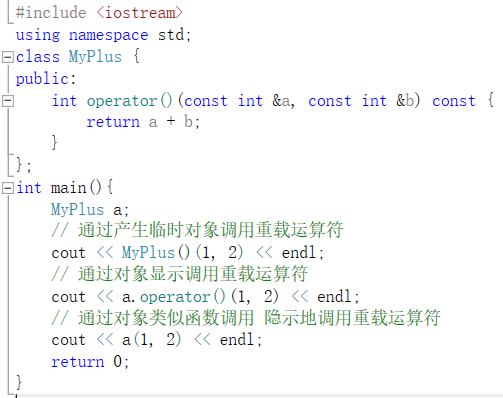 #include <iostream>
using namespace std;
class MyPlus {
public:
    int operator()(const int &a, const int &b) const {
        return a + b;
    }
};
int main(){
    MyPlus a;
    // 通过产生临时对象调用重载运算符
    cout << MyPlus()(1, 2) << endl;
    // 通过对象显示调用重载运算符
    cout << a.operator()(1, 2) << endl;
    // 通过对象类似函数调用 隐示地调用重载运算符
    cout << a(1, 2) << endl;
    return 0;
}